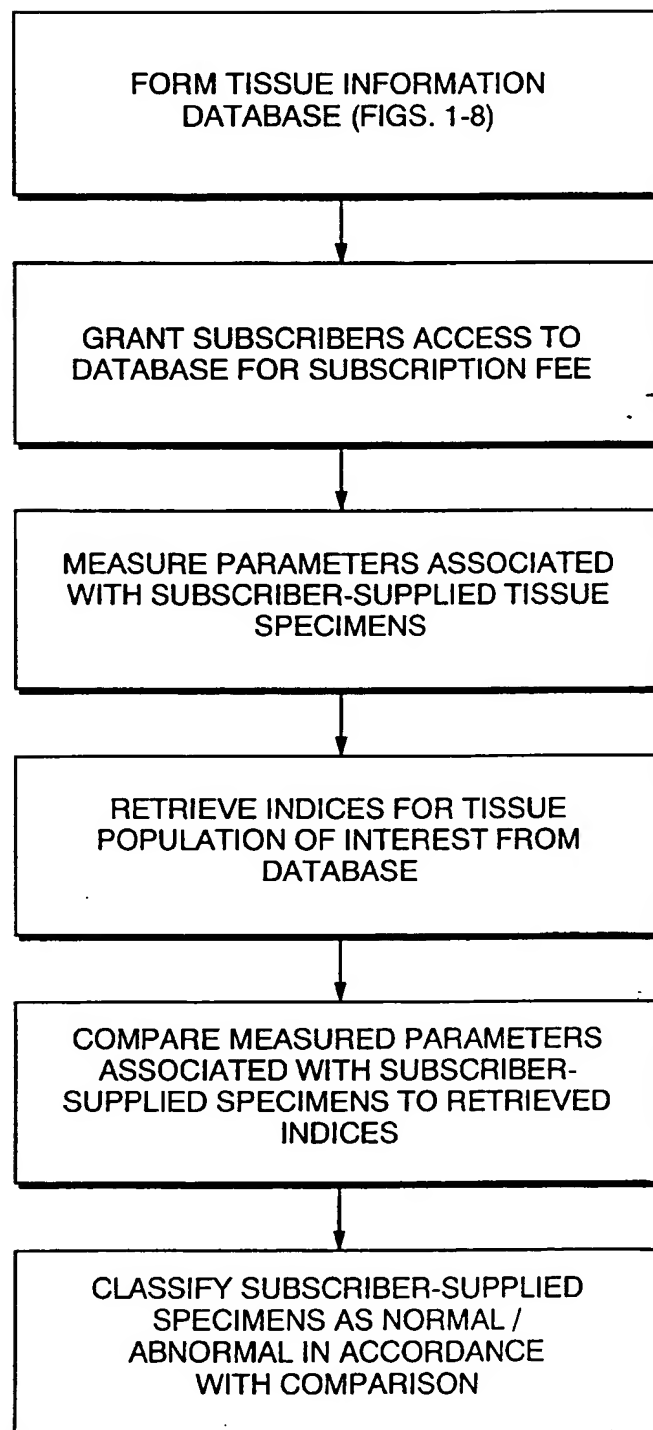 FORM TISSUE INFORMATION
DATABASE (FIGS. 1-8)
GRANT SUBSCRIBERS ACCESS TO
DATABASE FOR SUBSCRIPTION FEE
MEASURE PARAMETERS ASSOCIATED
WITH SUBSCRIBER-SUPPLIED TISSUE
SPECIMENS
RETRIEVE INDICES FOR TISSUE
POPULATION OF INTEREST FROM
DATABASE
COMPARE MEASURED PARAMETERS
ASSOCIATED WITH SUBSCRIBER-
SUPPLIED SPECIMENS TO RETRIEVED
INDICES
CLASSIFY SUBSCRIBER-SUPPLIED
SPECIMENS AS NORMAL /
ABNORMAL IN ACCORDANCE
WITH COMPARISON